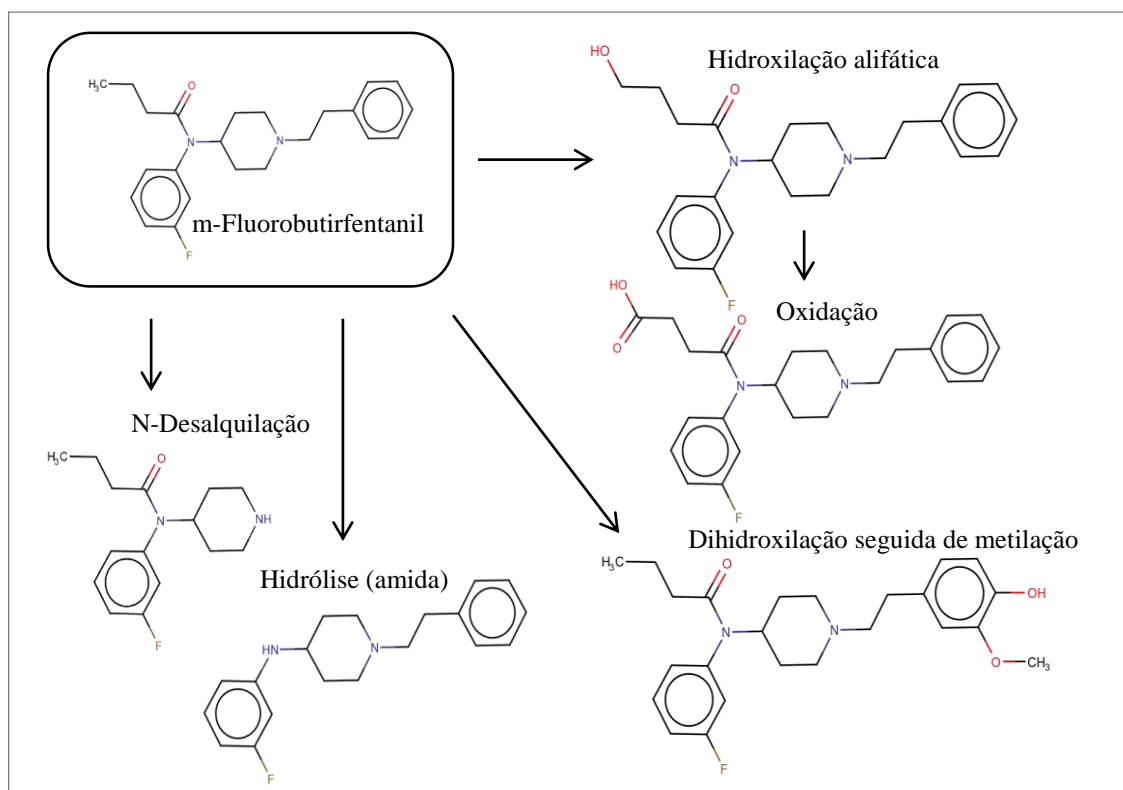 H₃C
O
N
N
F
m-Fluorobutirfentanil
Hidroxilação alifática
HO
O
N
N
F
Oxidação
HO
O
O
N
N
F
N-Desalquilação
H₃C
O
N
NH
F
Hidrólise (amida)
HN
N
F
Dihidroxilação seguida de metilação
H₃C
O
N
N
OH
O
CH₃
F